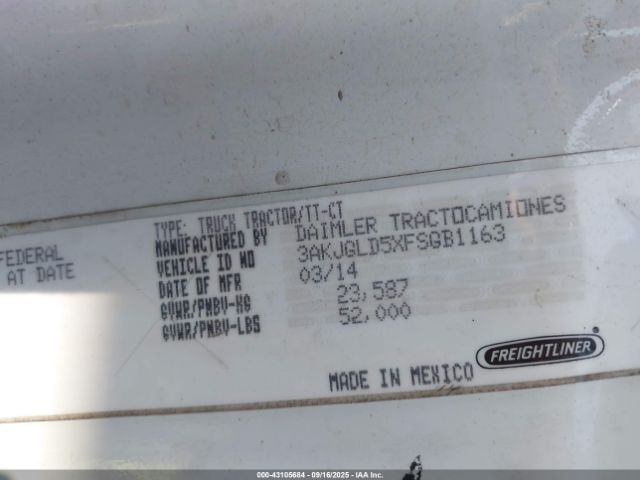 FEDERAL
AT DATE
TYPE: TRUCK TRACTOR/TT-CT
MANUFACTURED BY DAIMLER TRACTOCAMIONES
VEHICLE ID NO 3AKJGLD5XFSGB1163
DATE OF MFR 03/14
GVWR/PNBV-KG 23,587
GVWR/PNBV-LBS 52,000
FREIGHTLINER
MADE IN MEXICO
000-43105684 | 09/16/2025 | IAA Inc.